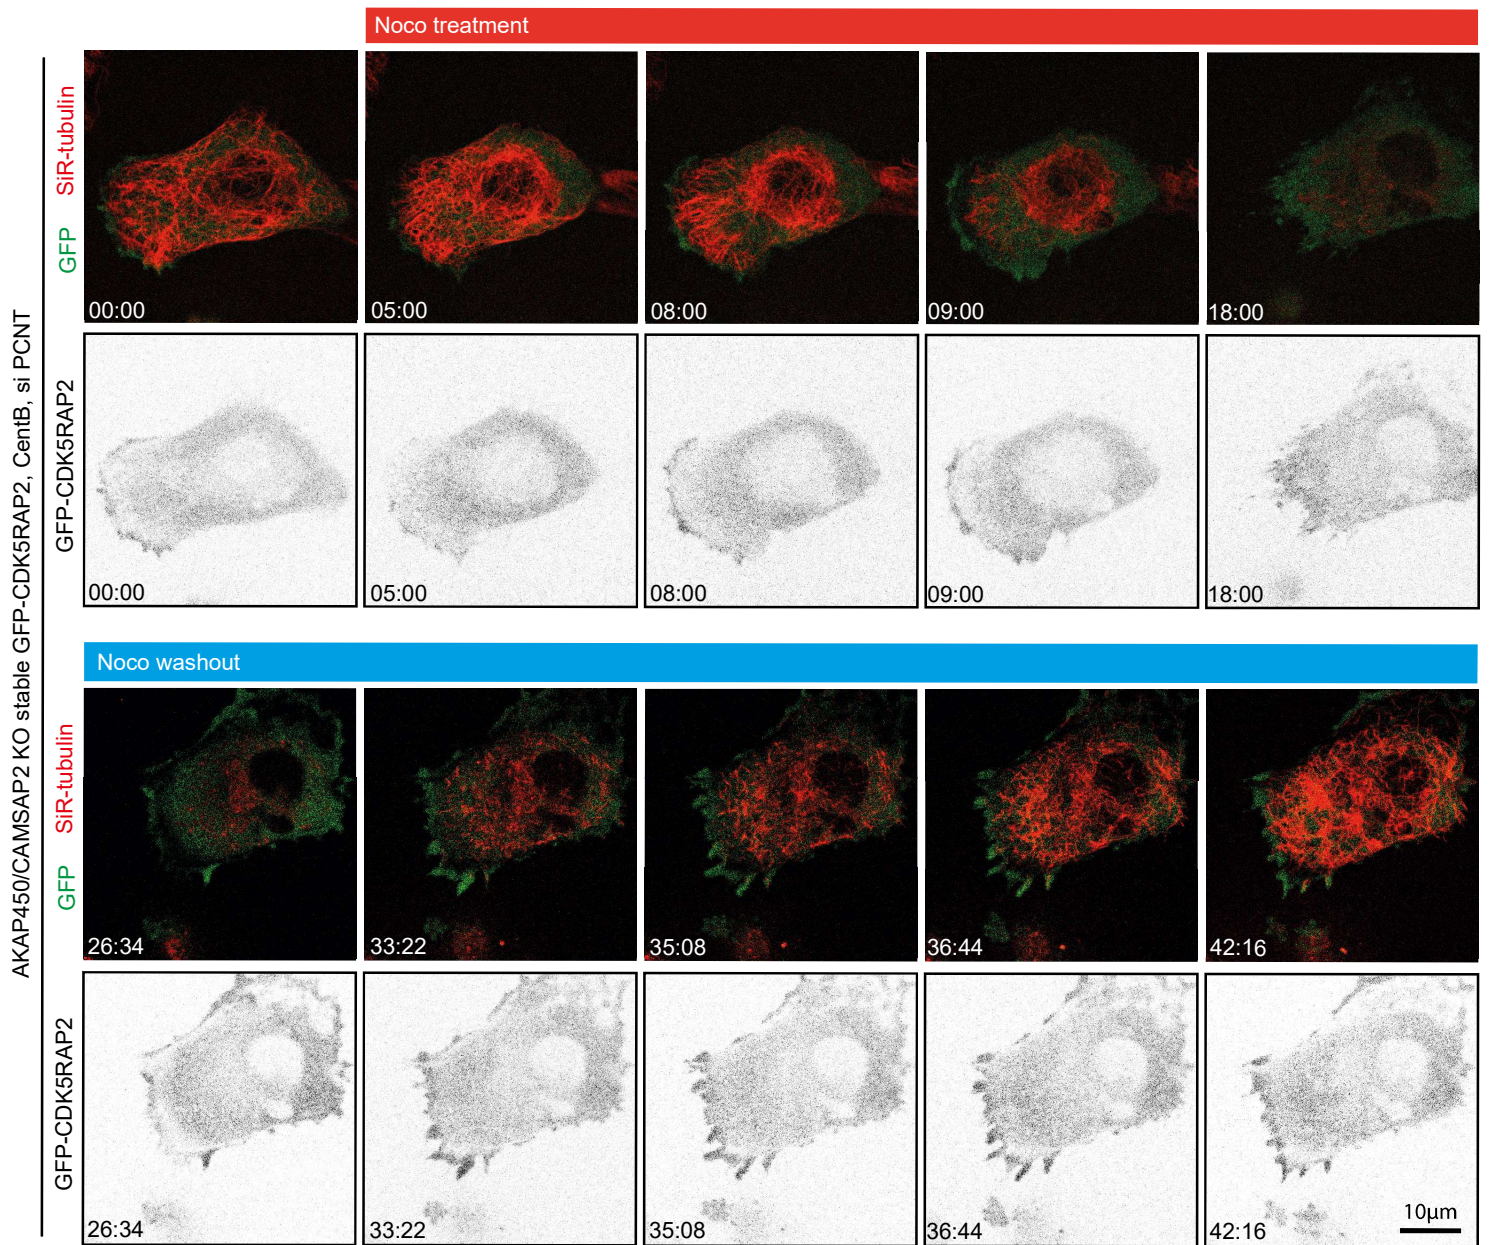 Noco treatment
AKAP450/CAMSAP2 KO stable GFP-CDK5RAP2, CentB, si PCNT
GFP SiR-tubulin
00:00
05:00
08:00
09:00
18:00
GFP-CDK5RAP2
00:00
05:00
08:00
09:00
18:00
Noco washout
GFP SiR-tubulin
26:34
33:22
35:08
36:44
42:16
GFP-CDK5RAP2
26:34
33:22
35:08
36:44
42:16
10μm